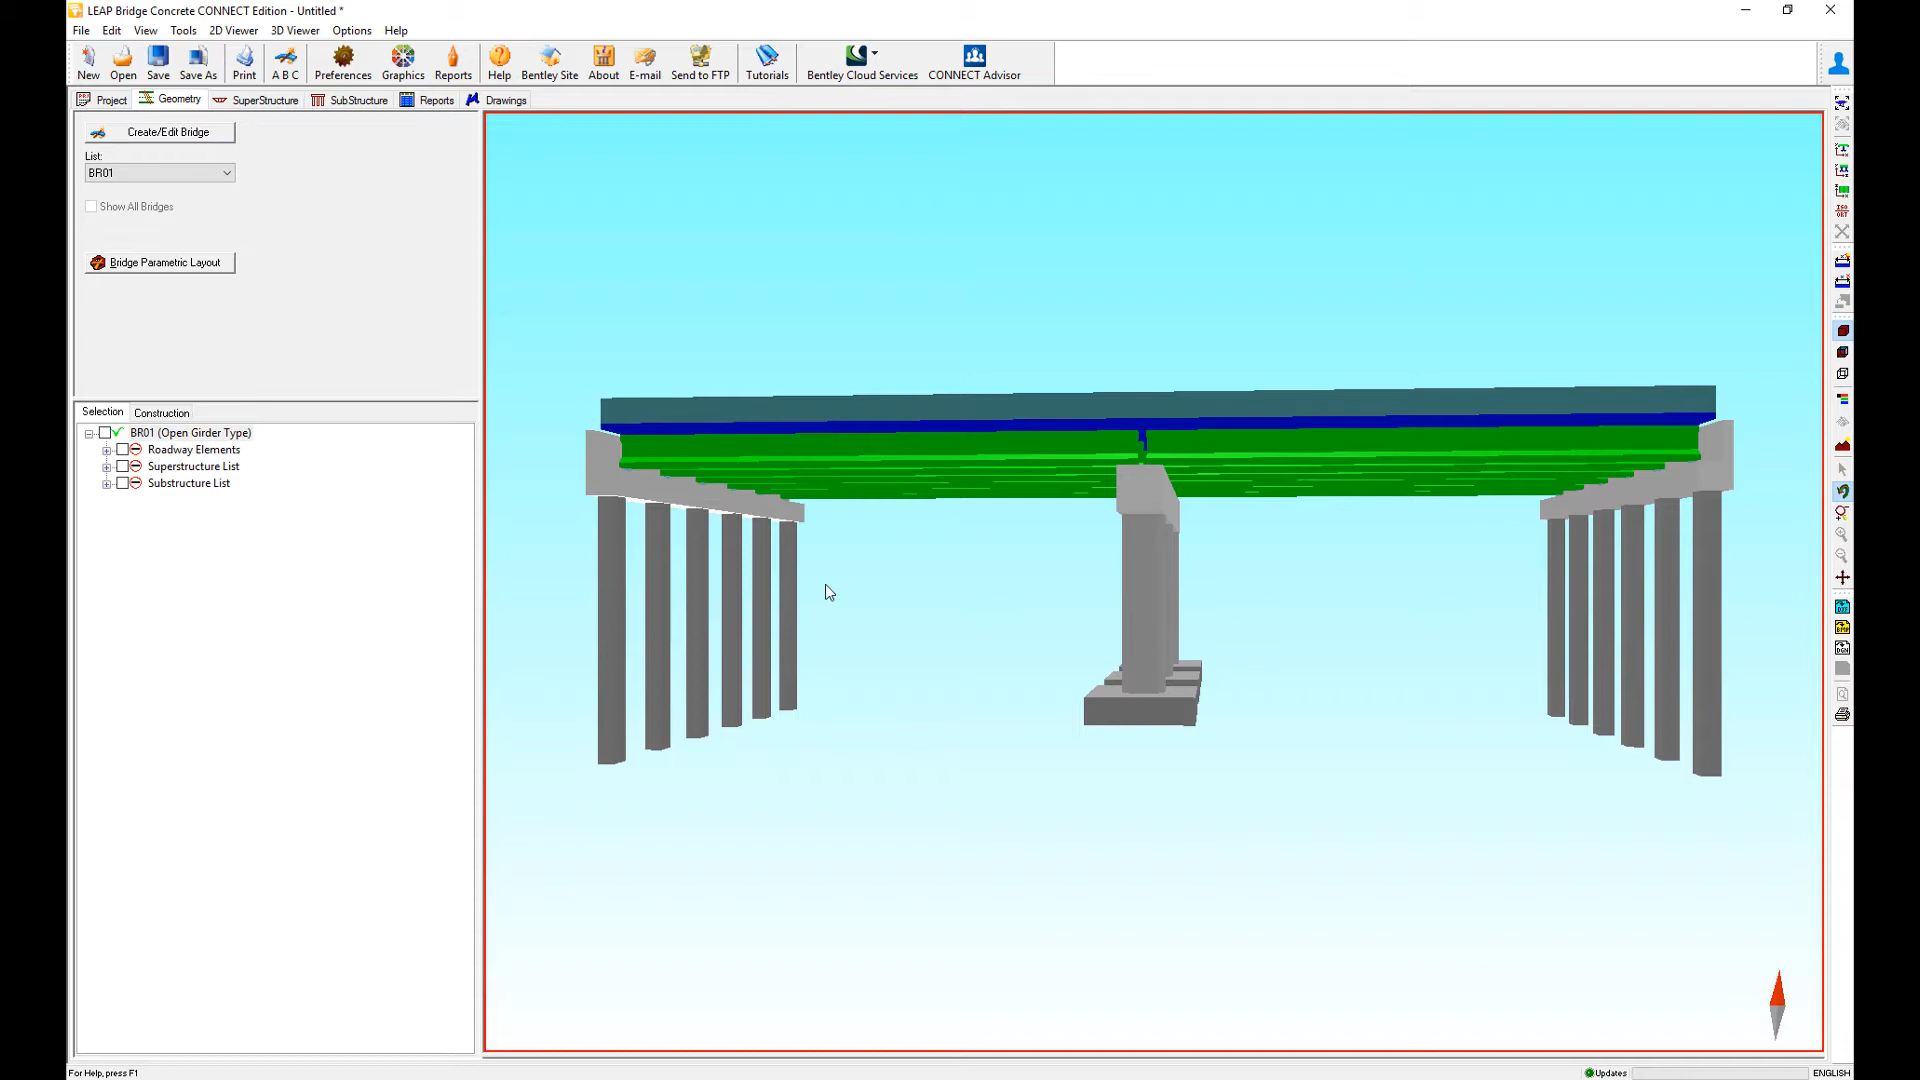 LEAP Bridge Concrete CONNECT Edition - Untitled *
File Edit View Tools 2D Viewer 3D Viewer Options Help
New Open Save Save As Print A B C Preferences Graphics Reports Help Bentley Site About E-mail Send to FTP Tutorials Bentley Cloud Services CONNECT Advisor
Project Geometry SuperStructure SubStructure Reports Drawings
Create/Edit Bridge
List:
BR01
Show All Bridges
Bridge Parametric Layout
Selection Construction
BR01 (Open Girder Type)
Roadway Elements
Superstructure List
Substructure List
For Help, press F1
Updates ENGLISH